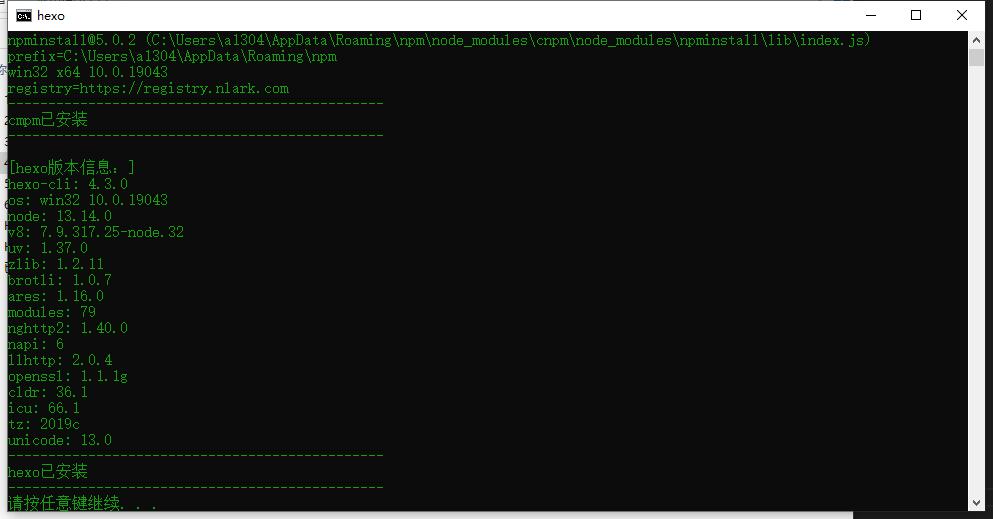 hexo
npminstall@5.0.2 (C:\Users\al304\AppData\Roaming\npm\node_modules\cnpm\node_modules\npminstall\lib\index.js)
prefix=C:\Users\al304\AppData\Roaming\npm
win32 x64 10.0.19043
registry=https://registry.nlark.com
-----------------------------------------------
cmpm已安装
-----------------------------------------------
[hexo版本信息：]
hexo-cli: 4.3.0
os: win32 10.0.19043
node: 13.14.0
v8: 7.9.317.25-node.32
uv: 1.37.0
zlib: 1.2.11
brotli: 1.0.7
ares: 1.16.0
modules: 79
nghttp2: 1.40.0
napi: 6
llhttp: 2.0.4
openssl: 1.1.1g
cldr: 36.1
icu: 66.1
tz: 2019c
unicode: 13.0
-----------------------------------------------
hexo已安装
-----------------------------------------------
请按任意键继续. . .